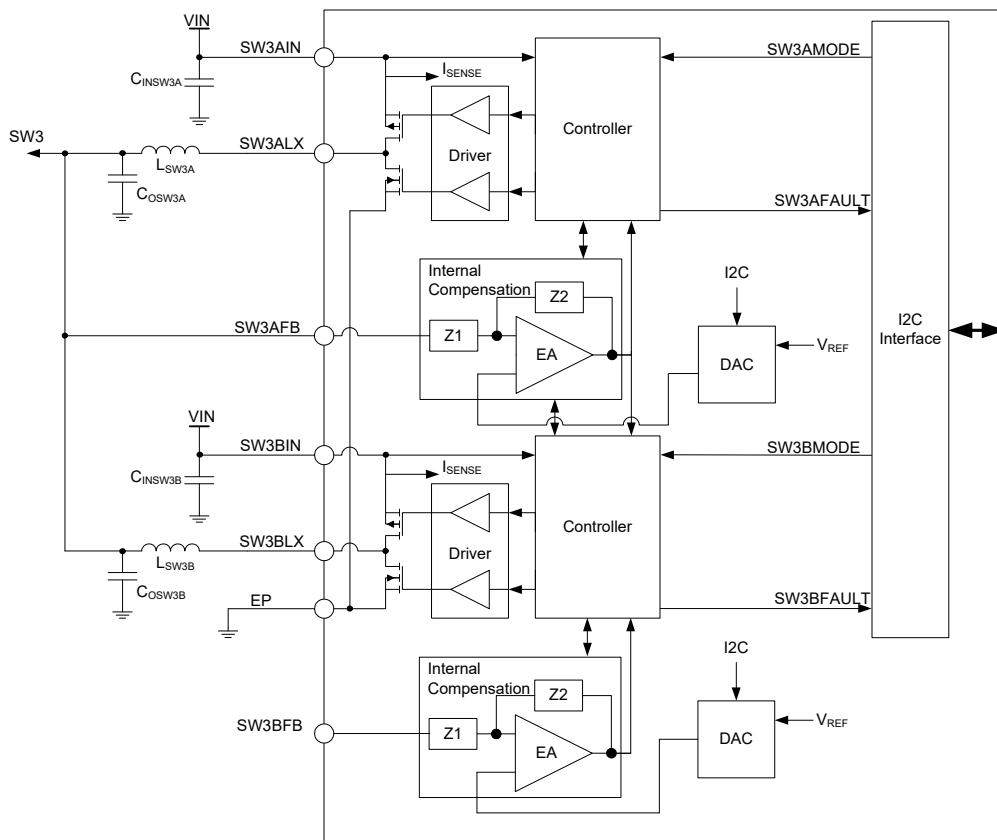 VIN
SW3AIN
SW3AMODE
CINSW3A
ISENSE
Controller
SW3
SW3ALX
Driver
LSW3A
COSW3A
SW3AFAULT
Internal
Compensation
Z2
I2C
SW3AFB
Z1
EA
DAC
VREF
I2C
Interface
VIN
SW3BIN
SW3BMODE
CINSW3B
ISENSE
Controller
SW3BLX
Driver
LSW3B
COSW3B
EP
SW3BFAULT
Internal
Compensation
Z2
I2C
SW3BFB
Z1
EA
DAC
VREF